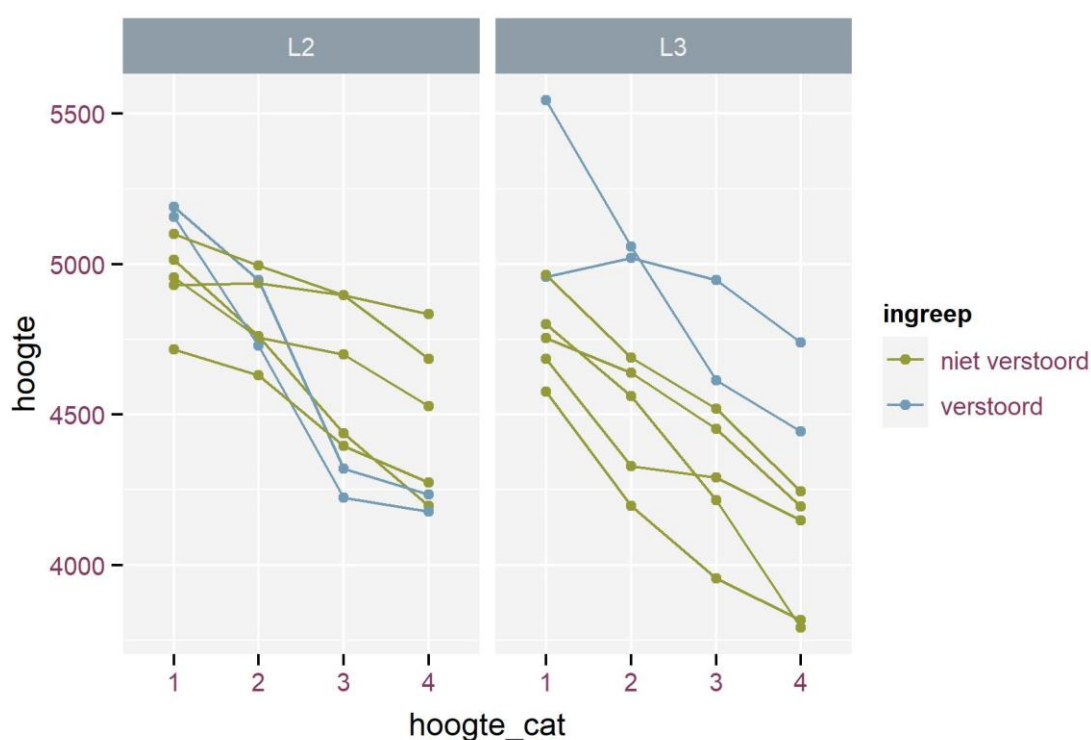 L2
L3
5500
5000
4500
4000
hoogte
1 2 3 4
1 2 3 4
hoogte_cat
ingreep
niet verstoord
verstoord